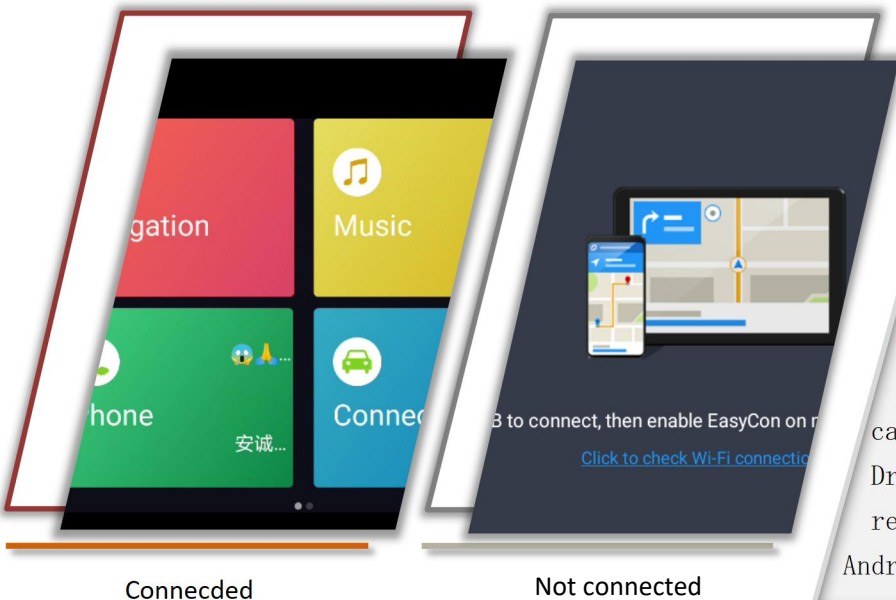 gation
Music
hone
安诚...
Connec
B to connect, then enable EasyCon on
Click to check Wi-Fi connectio
ca
Dr
re
Andr
Connecded
Not connected